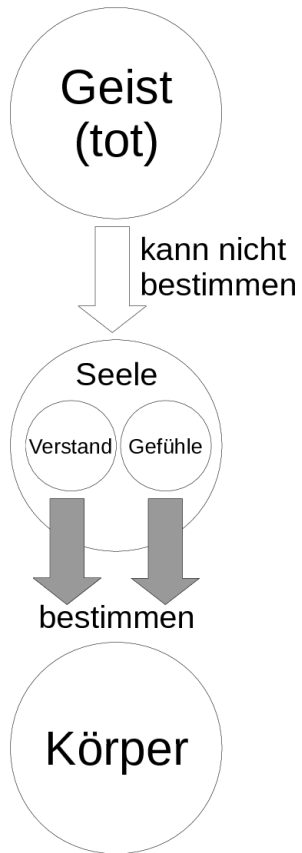 Geist
(tot)
kann nicht
bestimmen
Seele
Verstand Gefühle
bestimmen
Körper